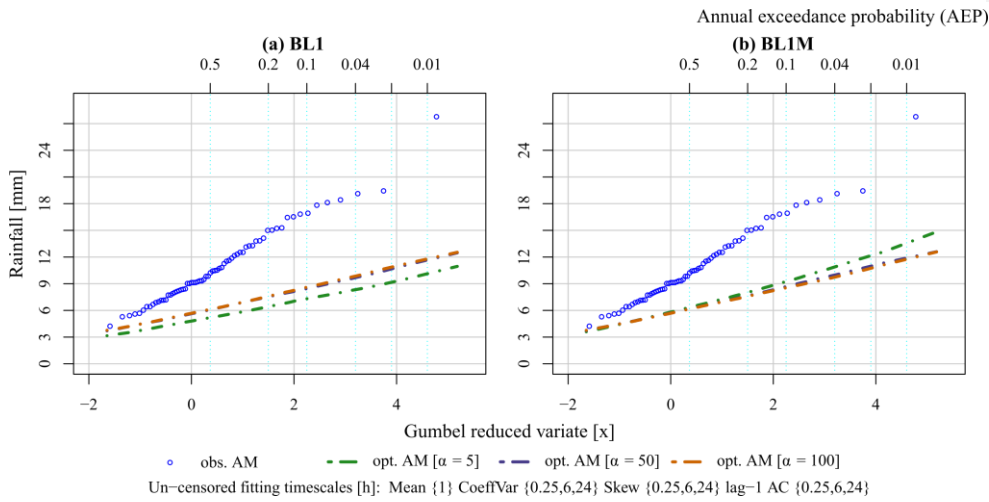 Annual exceedance probability (AEP)
(a) BL1
(b) BL1M
0.5 0.2 0.1 0.04 0.01
0.5 0.2 0.1 0.04 0.01
Rainfall [mm]
24
18
12
9
6
3
0
24
18
12
9
6
3
0
−2 0 2 4
−2 0 2 4
Gumbel reduced variate [x]
obs. AM opt. AM [α = 5] opt. AM [α = 50] opt. AM [α = 100]
Un−censored fitting timescales [h]: Mean {1} CoeffVar {0.25,6,24} Skew {0.25,6,24} lag−1 AC {0.25,6,24}